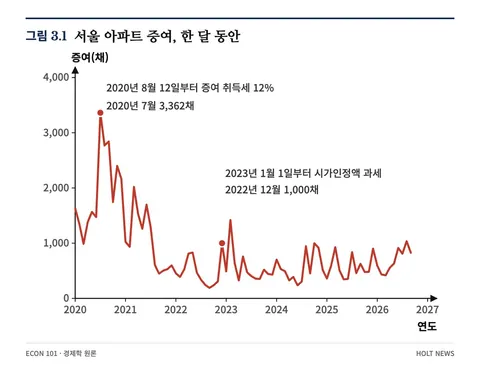 그림 3.1 서울 아파트 증여, 한 달 동안
증여(채)
4,000
2020년 8월 12일부터 증여 취득세 12%
2020년 7월 3,362채
3,000
2023년 1월 1일부터 시가인정액 과세
2022년 12월 1,000채
2,000
1,000
0
2020 2021 2022 2023 2024 2025 2026 2027
연도
ECON 101 · 경제학 원론 HOLT NEWS